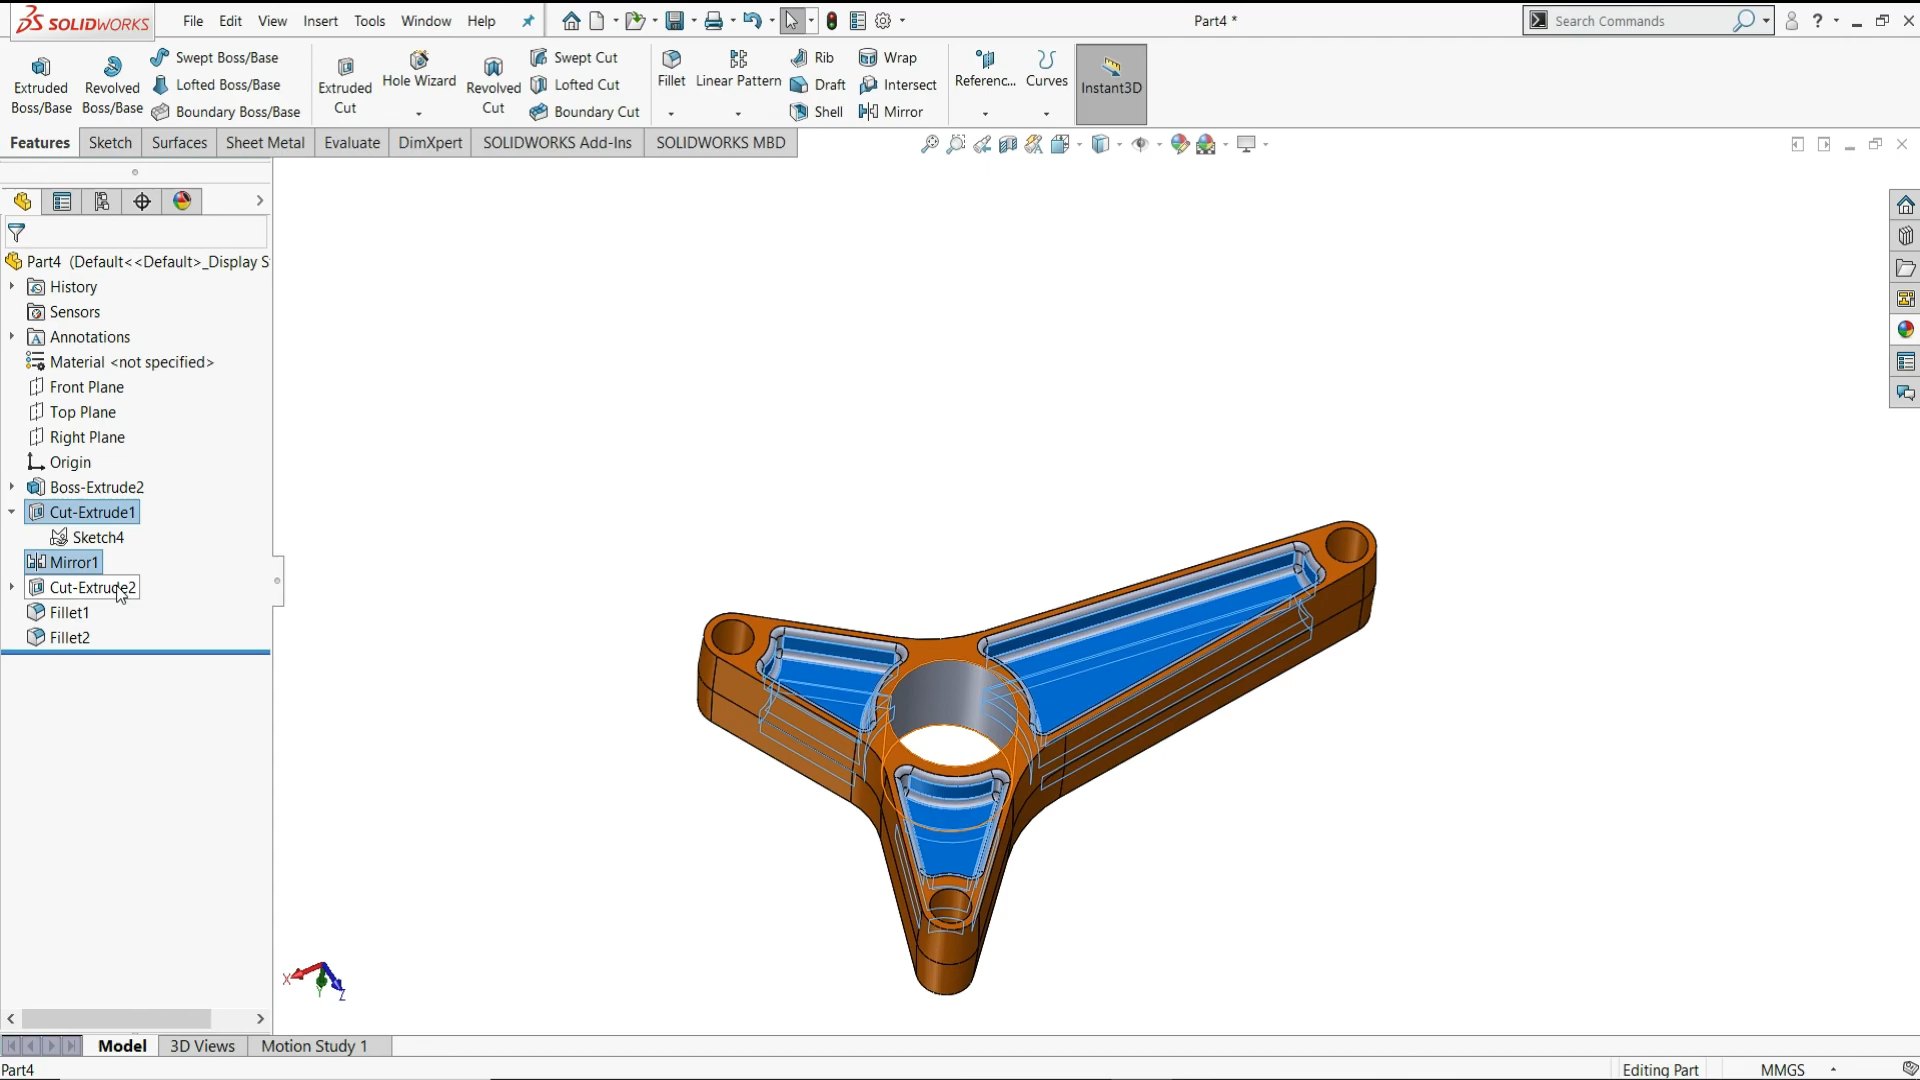 SOLIDWORKS
File Edit View Insert Tools Window Help
Part4 *
Search Commands
?
Extruded Boss/Base
Revolved Boss/Base
Swept Boss/Base
Lofted Boss/Base
Boundary Boss/Base
Extruded Cut
Hole Wizard
Revolved Cut
Swept Cut
Lofted Cut
Boundary Cut
Fillet
Linear Pattern
Rib
Draft
Shell
Wrap
Intersect
Mirror
Referenc...
Curves
Instant3D
Features Sketch Surfaces Sheet Metal Evaluate DimXpert SOLIDWORKS Add-Ins SOLIDWORKS MBD
Part4 (Default<<Default>_Display S
History
Sensors
Annotations
Material <not specified>
Front Plane
Top Plane
Right Plane
Origin
Boss-Extrude2
Cut-Extrude1
Sketch4
Mirror1
Cut-Extrude2
Fillet1
Fillet2
X
Y
Z
Model 3D Views Motion Study 1
Part4
Editing Part
MMGS